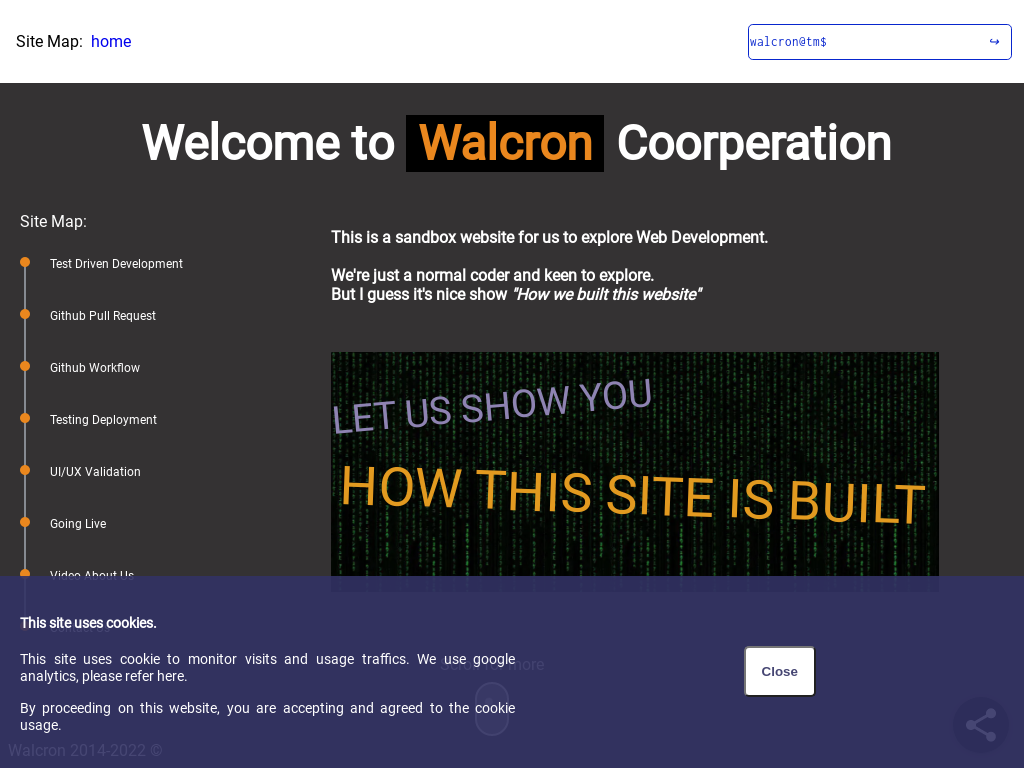 Site Map: home
walcron@tm$ ↪
Welcome to Walcron Coorperation
Site Map:
Test Driven Development
Github Pull Request
Github Workflow
Testing Deployment
UI/UX Validation
Going Live
Video About Us
This is a sandbox website for us to explore Web Development.
We're just a normal coder and keen to explore.
But I guess it's nice show "How we built this website"
LET US SHOW YOU
HOW THIS SITE IS BUILT
This site uses cookies.
This site uses cookie to monitor visits and usage traffic. We use google
analytics, please refer here.
By proceeding on this website, you are accepting and agreed to the cookie
usage.
Close
Walcron 2014-2022 ©